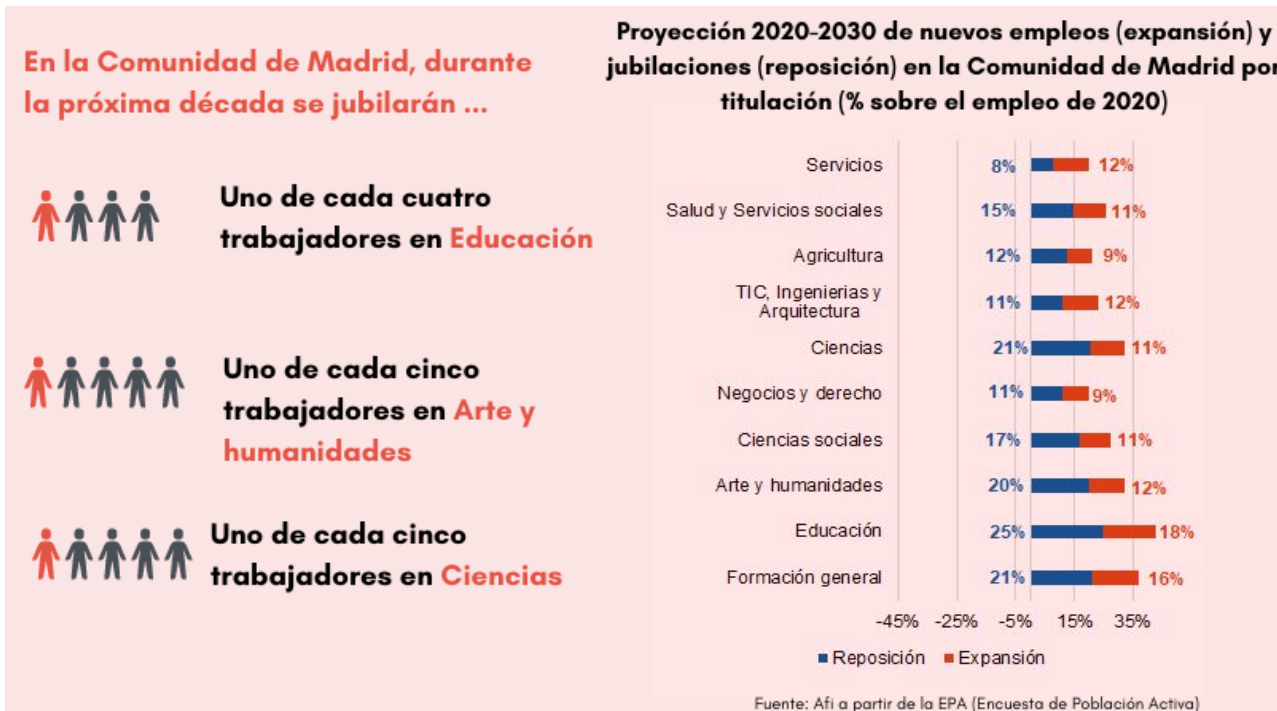 En la Comunidad de Madrid, durante
la próxima década se jubilarán ...
Uno de cada cuatro
trabajadores en Educación
Uno de cada cinco
trabajadores en Arte y
humanidades
Uno de cada cinco
trabajadores en Ciencias
Proyección 2020-2030 de nuevos empleos (expansión) y
jubilaciones (reposición) en la Comunidad de Madrid por
titulación (% sobre el empleo de 2020)
Servicios 8% 12%
Salud y Servicios sociales 15% 11%
Agricultura 12% 9%
TIC, Ingenierias y
Arquitectura 11% 12%
Ciencias 21% 11%
Negocios y derecho 11% 9%
Ciencias sociales 17% 11%
Arte y humanidades 20% 12%
Educación 25% 18%
Formación general 21% 16%
-45% -25% -5% 15% 35%
Reposición Expansión
Fuente: Afi a partir de la EPA (Encuesta de Población Activa)